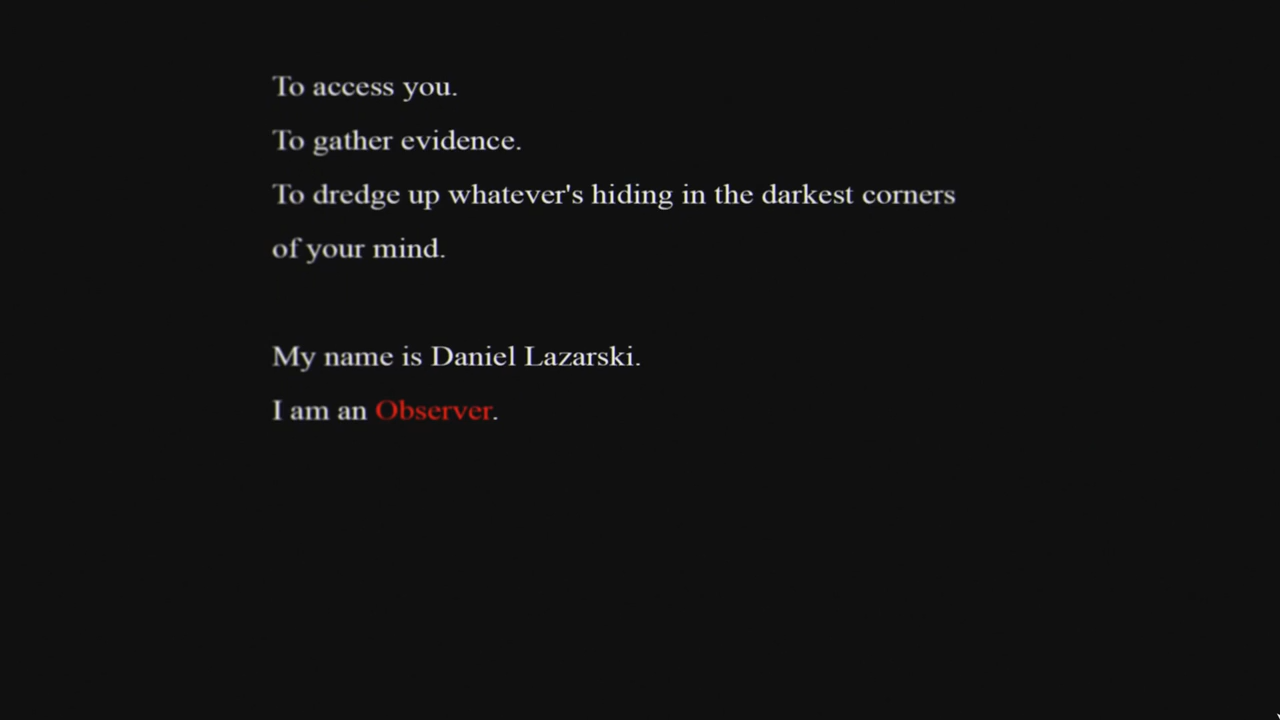 To access you.
To gather evidence.
To dredge up whatever's hiding in the darkest corners
of your mind.
My name is Daniel Lazarski.
I am an Observer.